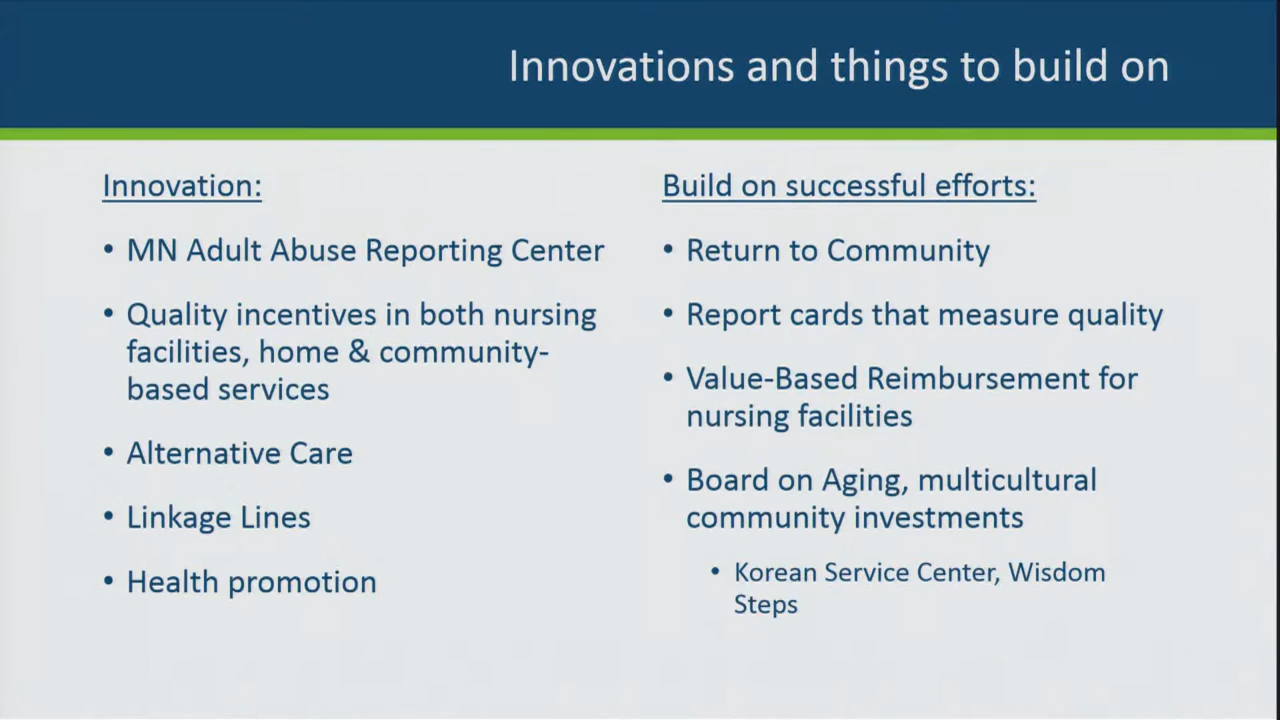 Innovations and things to build on
Innovation:
• MN Adult Abuse Reporting Center
• Quality incentives in both nursing
facilities, home & community-
based services
• Alternative Care
• Linkage Lines
• Health promotion
Build on successful efforts:
• Return to Community
• Report cards that measure quality
• Value-Based Reimbursement for
nursing facilities
• Board on Aging, multicultural
community investments
• Korean Service Center, Wisdom
Steps